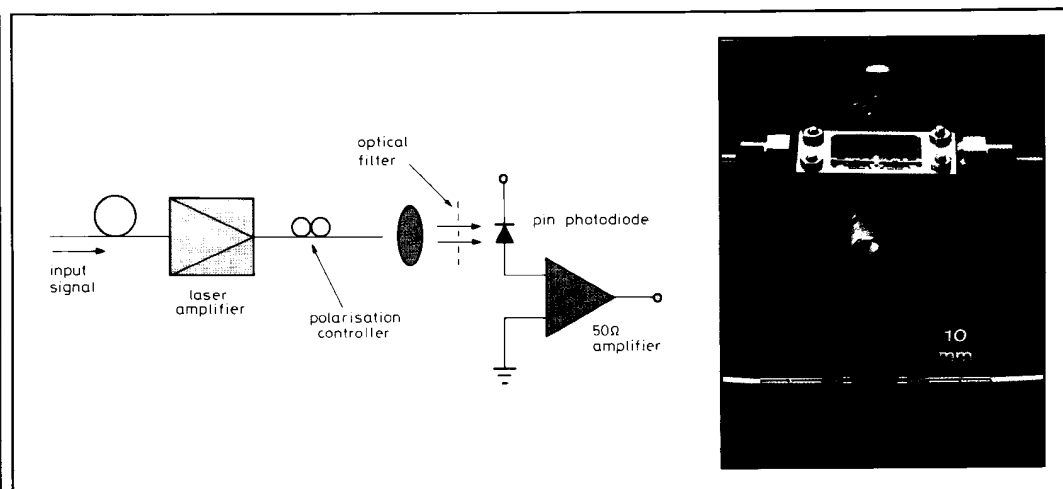 optical
filter
pin photodiode
input
signal
laser
amplifier
polarisation
controller
50Ω
amplifier
10
mm